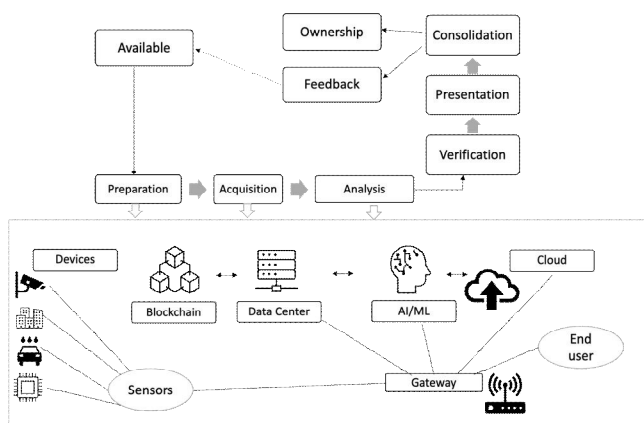 Ownership
Consolidation
Available
Feedback
Presentation
Verification
Preparation
Acquisition
Analysis
Devices
Cloud
Blockchain
Data Center
AI/ML
End
user
Sensors
Gateway